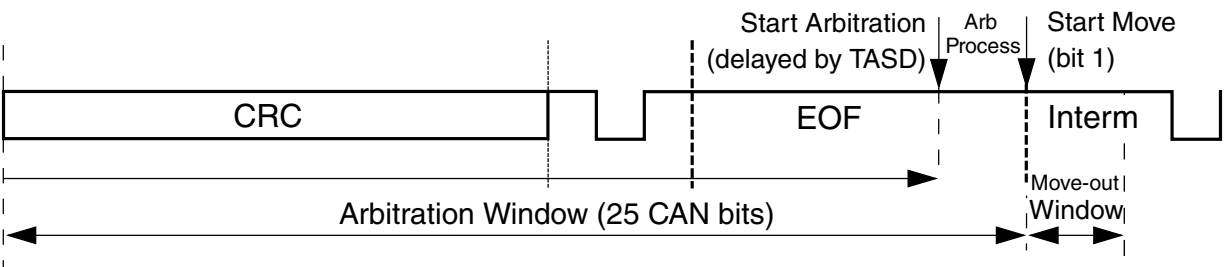 Start Arbitration
(delayed by TASD)
Arb
Process
Start Move
(bit 1)
CRC
EOF
Interm
Move-out
Window
Arbitration Window (25 CAN bits)